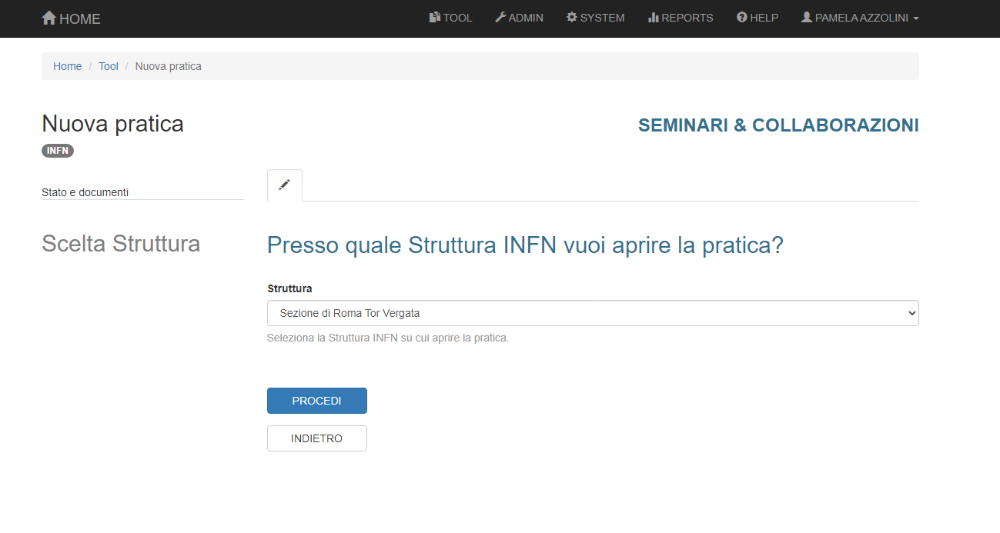 HOME TOOL ADMIN SYSTEM REPORTS HELP PAMELA AZZOLINI
Home / Tool / Nuova pratica
Nuova pratica
SEMINARI & COLLABORAZIONI
INFN
Stato e documenti
Scelta Struttura
Presso quale Struttura INFN vuoi aprire la pratica?
Struttura
Sezione di Roma Tor Vergata
Seleziona la Struttura INFN su cui aprire la pratica.
PROCEDI
INDIETRO